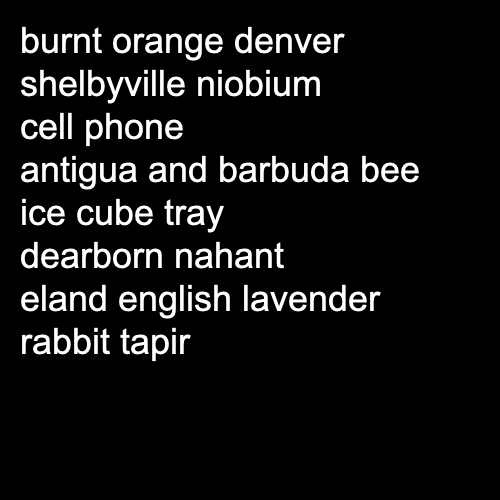 burnt orange denver
shelbyville niobium
cell phone
antigua and barbuda bee
ice cube tray
dearborn nahant
eland english lavender
rabbit tapir